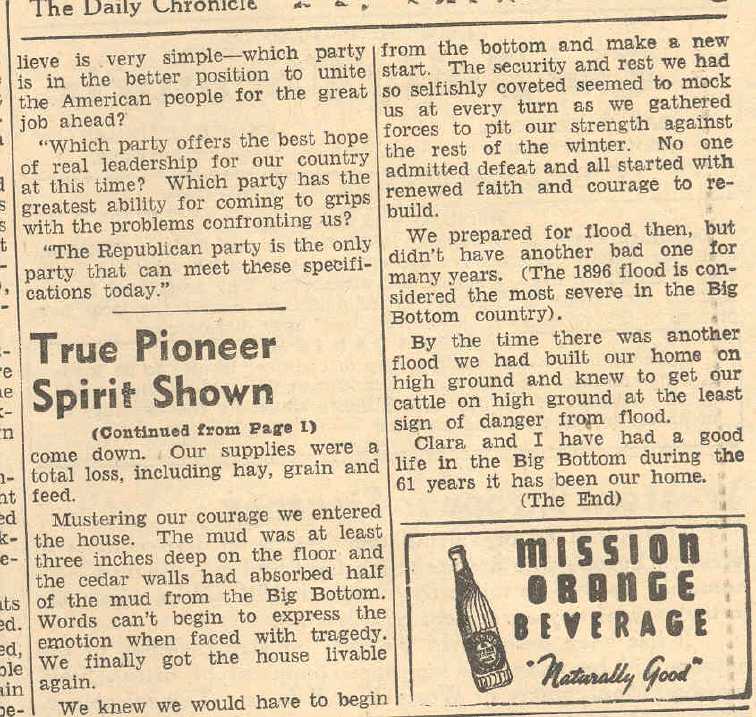 The Daily Chronicle
lieve is very simple—which party
is in the better position to unite
the American people for the great
job ahead?
"Which party offers the best hope
of real leadership for our country
at this time? Which party has the
greatest ability for coming to grips
with the problems confronting us?
"The Republican party is the only
party that can meet these specifi-
cations today."
True Pioneer
Spirit Shown
(Continued from Page 1)
come down. Our supplies were a
total loss, including hay, grain and
feed.
Mustering our courage we entered
the house. The mud was at least
three inches deep on the floor and
the cedar walls had absorbed half
of the mud from the Big Bottom.
Words can't begin to express the
emotion when faced with tragedy.
We finally got the house livable
again.
We knew we would have to begin
from the bottom and make a new
start. The security and rest we had
so selfishly coveted seemed to mock
us at every turn as we gathered
forces to pit our strength against
the rest of the winter. No one
admitted defeat and all started with
renewed faith and courage to re-
build.
We prepared for flood then, but
didn't have another bad one for
many years. (The 1896 flood is con-
sidered the most severe in the Big
Bottom country).
By the time there was another
flood we had built our home on
high ground and knew to get our
cattle on high ground at the least
sign of danger from flood.
Clara and I have had a good
life in the Big Bottom during the
61 years it has been our home.
(The End)
MISSION
ORANGE
BEVERAGE
"Naturally Good"